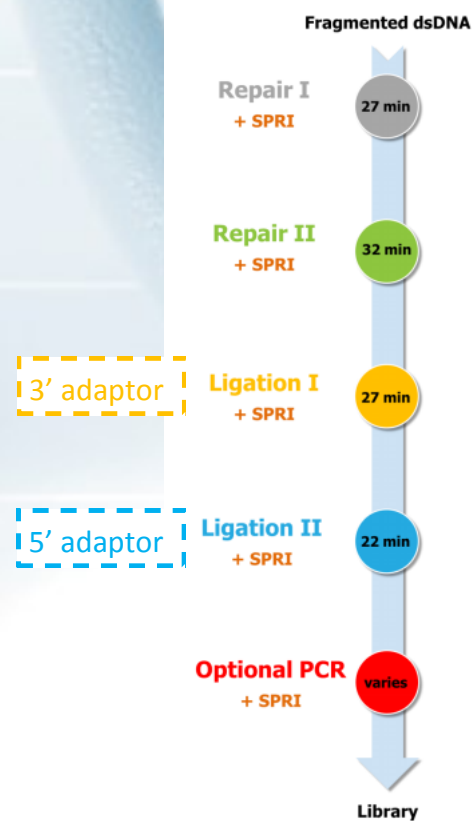 Fragmented dsDNA
Repair I
+ SPRI
27 min
Repair II
+ SPRI
32 min
3’ adaptor
Ligation I
+ SPRI
27 min
5’ adaptor
Ligation II
+ SPRI
22 min
Optional PCR
+ SPRI
varies
Library